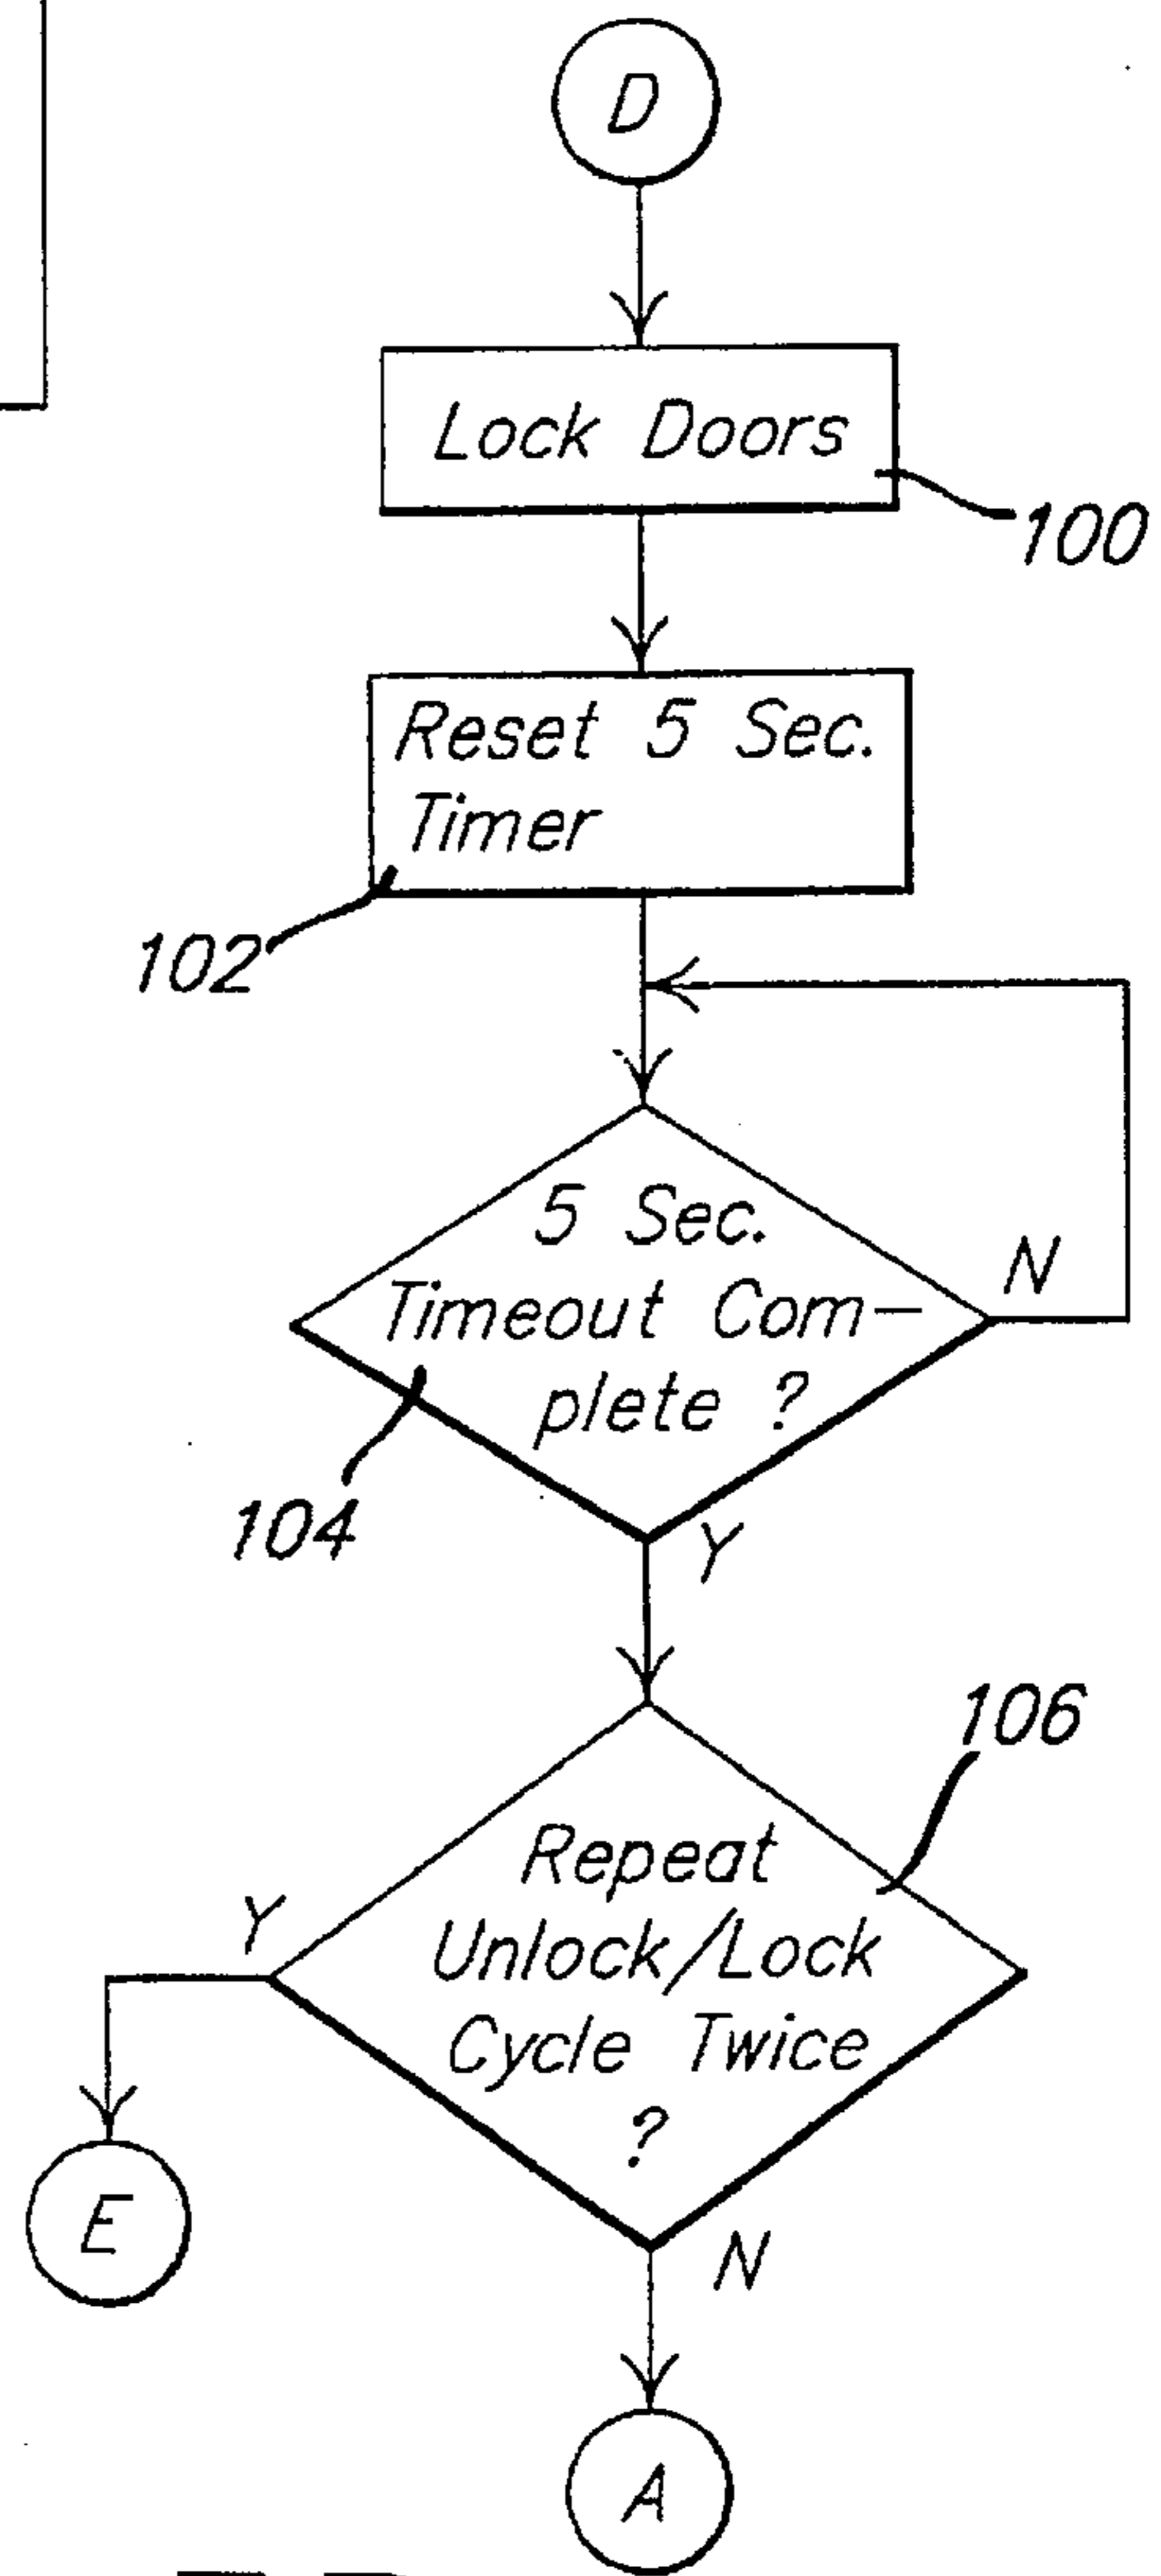 D
Lock Doors
100
Reset 5 Sec.
Timer
102
5 Sec.
Timeout Com-
plete ?
N
104
Y
106
Repeat
Unlock/Lock
Cycle Twice
?
Y
E
N
A